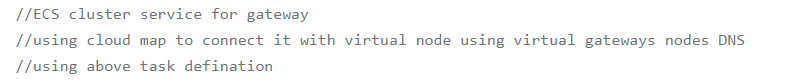 //ECS cluster service for gateway
//using cloud map to connect it with virtual node using virtual gateways nodes DNS
//using above task defination